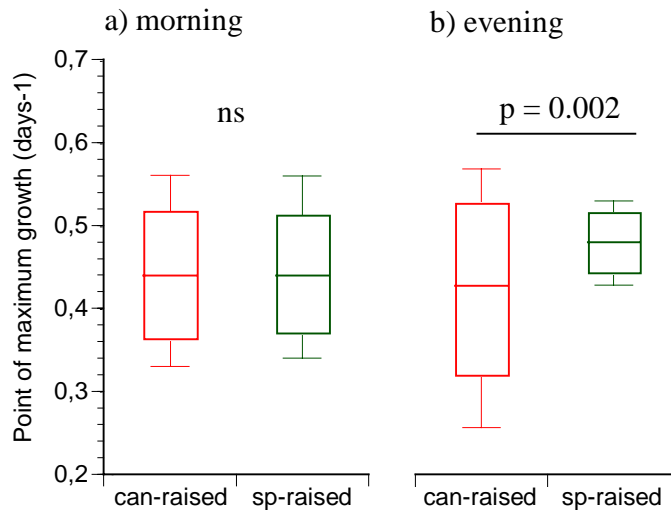 a) morning
b) evening
Point of maximum growth (days-1)
0,7
0,6
0,5
0,4
0,3
0,2
ns
p = 0.002
can-raised
sp-raised
can-raised
sp-raised